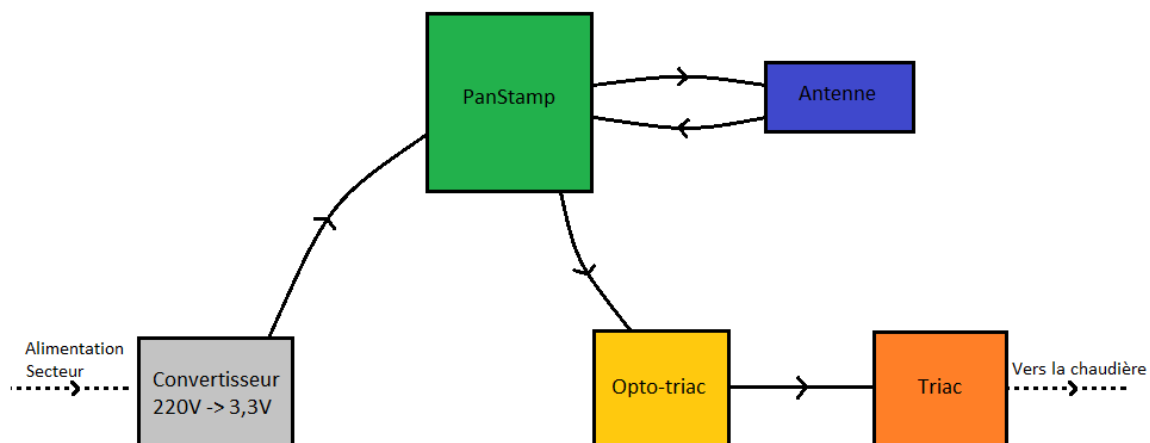 PanStamp
Antenne
Alimentation
Secteur
Convertisseur
220V -> 3,3V
Opto-triac
Triac
Vers la chaudière